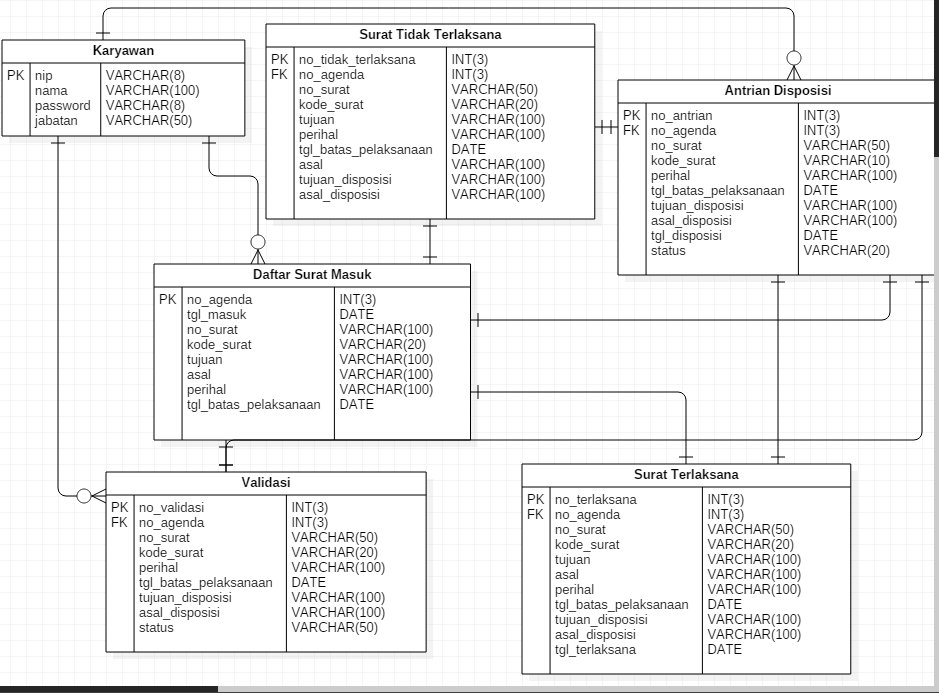 Karyawan
PK nip VARCHAR(8)
nama VARCHAR(100)
password VARCHAR(8)
jabatan VARCHAR(50)
Surat Tidak Terlaksana
PK no_tidak_terlaksana INT(3)
FK no_agenda INT(3)
no_surat VARCHAR(50)
kode_surat VARCHAR(20)
tujuan VARCHAR(100)
perihal VARCHAR(100)
tgl_batas_pelaksanaan DATE
asal VARCHAR(100)
tujuan_disposisi VARCHAR(100)
asal_disposisi VARCHAR(100)
Antrian Disposisi
PK no_antrian INT(3)
FK no_agenda INT(3)
no_surat VARCHAR(50)
kode_surat VARCHAR(10)
perihal VARCHAR(100)
tgl_batas_pelaksanaan DATE
tujuan_disposisi VARCHAR(100)
asal_disposisi VARCHAR(100)
tgl_disposisi DATE
status VARCHAR(20)
Daftar Surat Masuk
PK no_agenda INT(3)
tgl_masuk DATE
no_surat VARCHAR(100)
kode_surat VARCHAR(20)
tujuan VARCHAR(100)
asal VARCHAR(100)
perihal VARCHAR(100)
tgl_batas_pelaksanaan DATE
Validasi
PK no_validasi INT(3)
FK no_agenda INT(3)
no_surat VARCHAR(50)
kode_surat VARCHAR(20)
perihal VARCHAR(100)
tgl_batas_pelaksanaan DATE
tujuan_disposisi VARCHAR(100)
asal_disposisi VARCHAR(100)
status VARCHAR(50)
Surat Terlaksana
PK no_terlaksana INT(3)
FK no_agenda INT(3)
no_surat VARCHAR(50)
kode_surat VARCHAR(20)
tujuan VARCHAR(100)
asal VARCHAR(100)
perihal VARCHAR(100)
tgl_batas_pelaksanaan DATE
tujuan_disposisi VARCHAR(100)
asal_disposisi VARCHAR(100)
tgl_terlaksana DATE